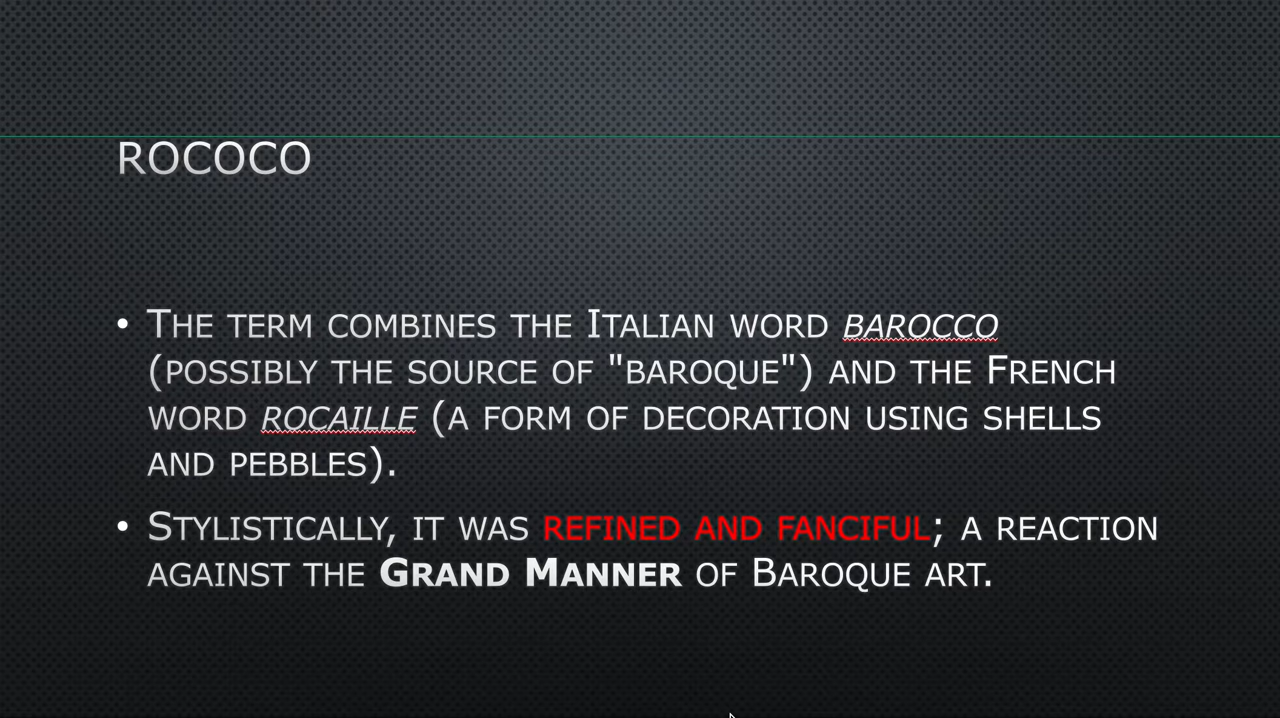 ROCOCO
• The term combines the Italian word barocco
(possibly the source of "baroque") and the French
word rocaille (a form of decoration using shells
and pebbles).
• Stylistically, it was refined and fanciful; a reaction
against the Grand Manner of Baroque art.